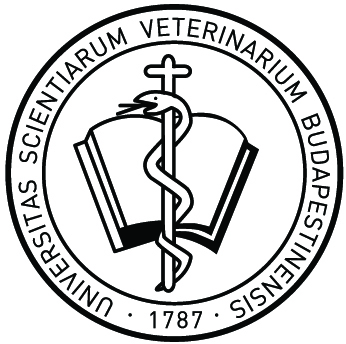 UNIVERSITAS SCIENTIARUM VETERINARIUM BUDAPESTINENSIS
· 1787 ·